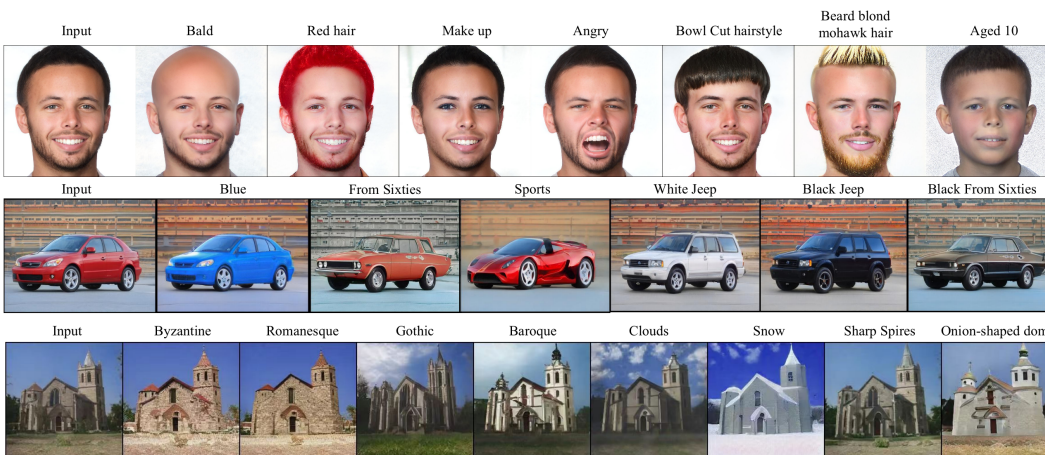 Input
Bald
Red hair
Make up
Angry
Bowl Cut hairstyle
Beard blond
mohawk hair
Aged 10
Input
Blue
From Sixties
Sports
White Jeep
Black Jeep
Black From Sixties
Input
Byzantine
Romanesque
Gothic
Baroque
Clouds
Snow
Sharp Spires
Onion-shaped dom